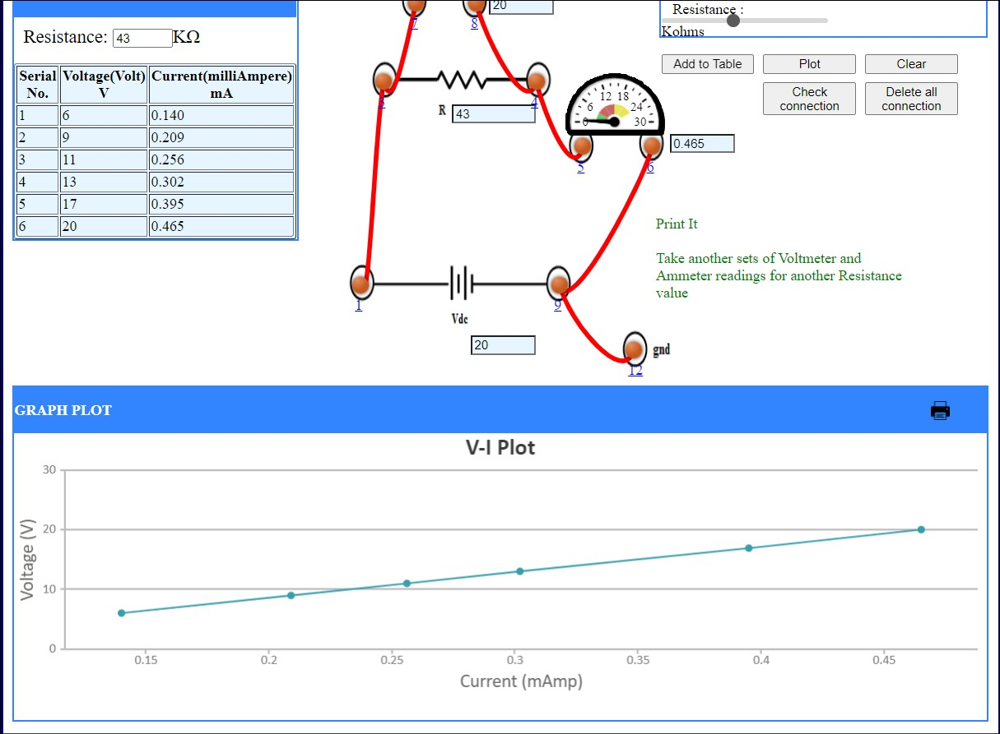 Resistance: 43 KΩ
Serial No. Voltage(Volt) V Current(milliAmpere) mA
1 6 0.140
2 9 0.209
3 11 0.256
4 13 0.302
5 17 0.395
6 20 0.465
20
7 8
3 4
R 43
0 6 12 18 24 30
5 6
0.465
1 9
Vdc
20
gnd
12
Resistance :
Kohms
Add to Table Plot Clear
Check connection Delete all connection
Print It
Take another sets of Voltmeter and
Ammeter readings for another Resistance
value
GRAPH PLOT
V-I Plot
Voltage (V)
30
20
10
0
0.15 0.2 0.25 0.3 0.35 0.4 0.45
Current (mAmp)